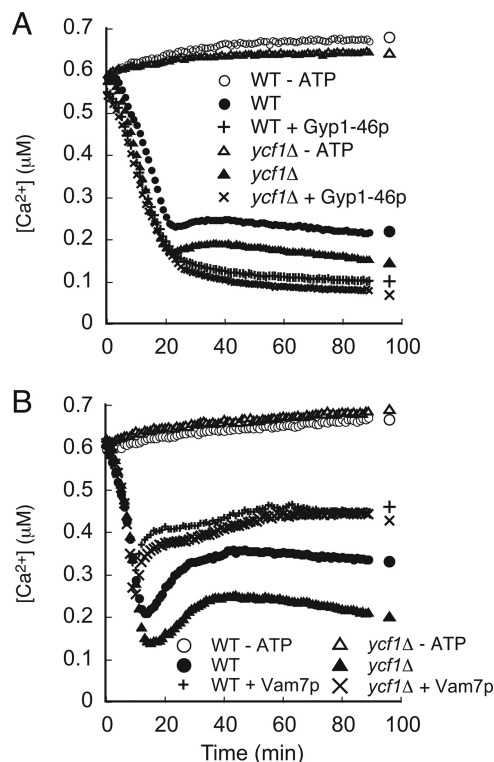 A
0.7
0.6
0.5
0.4
0.3
0.2
0.1
0
[Ca2+] (μM)
○ WT - ATP
● WT
+ WT + Gyp1-46p
△ ycf1Δ - ATP
▲ ycf1Δ
× ycf1Δ + Gyp1-46p
0 20 40 60 80 100
B
0.7
0.6
0.5
0.4
0.3
0.2
0.1
0
[Ca2+] (μM)
○ WT - ATP
● WT
+ WT + Vam7p
△ ycf1Δ - ATP
▲ ycf1Δ
× ycf1Δ + Vam7p
0 20 40 60 80 100
Time (min)